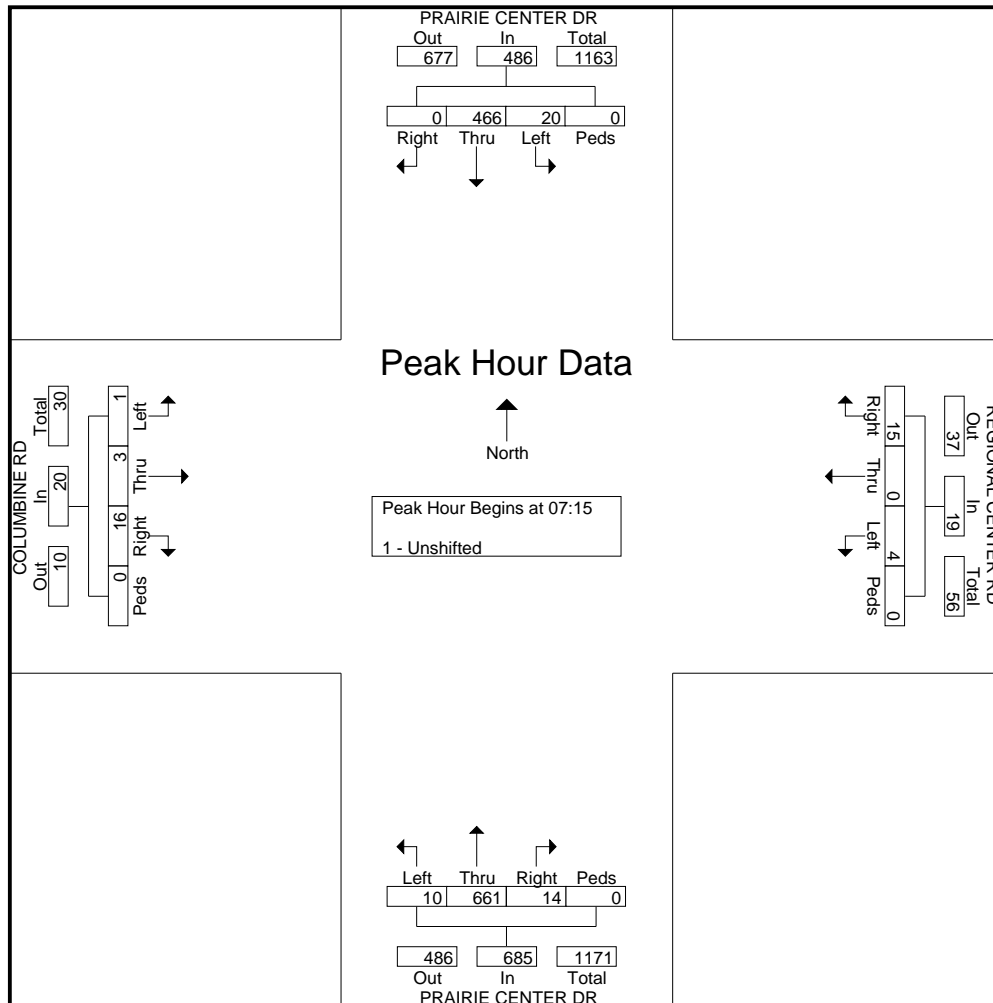 PRAIRIE CENTER DR
Out In Total
677 486 1163
0 466 20 0
Right Thru Left Peds
Peak Hour Data
North
Peak Hour Begins at 07:15
1 - Unshifted
COLUMBINE RD
Out In Total
10 20 30
Left Thru Right Peds
1 3 16 0
REGIONAL CENTER RD
Out In Total
37 19 56
Right Thru Left Peds
15 0 4 0
Left Thru Right Peds
10 661 14 0
486 685 1171
Out In Total
PRAIRIE CENTER DR